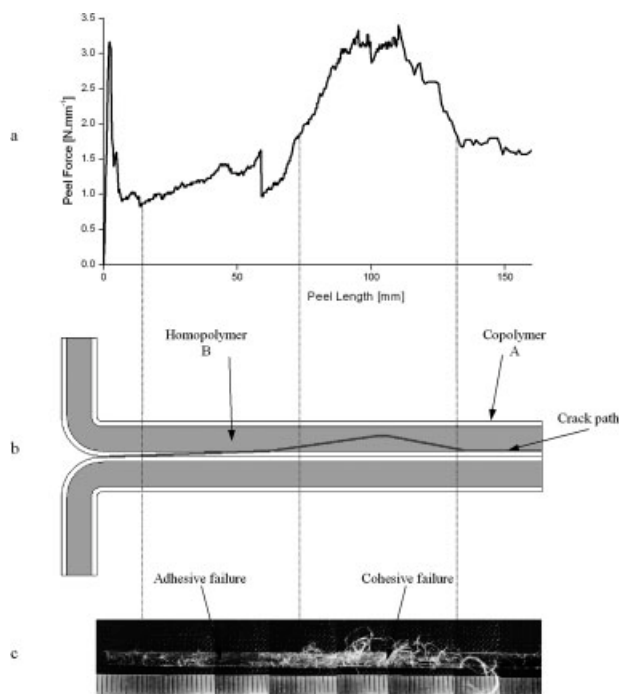 3.5
3.0
2.5
2.0
1.5
1.0
0.5
0.0
0
50
100
150
Peel Force [N.mm⁻¹]
Peel Length [mm]
a
Homopolymer
B
Copolymer
A
Crack path
b
Adhesive failure
Cohesive failure
c